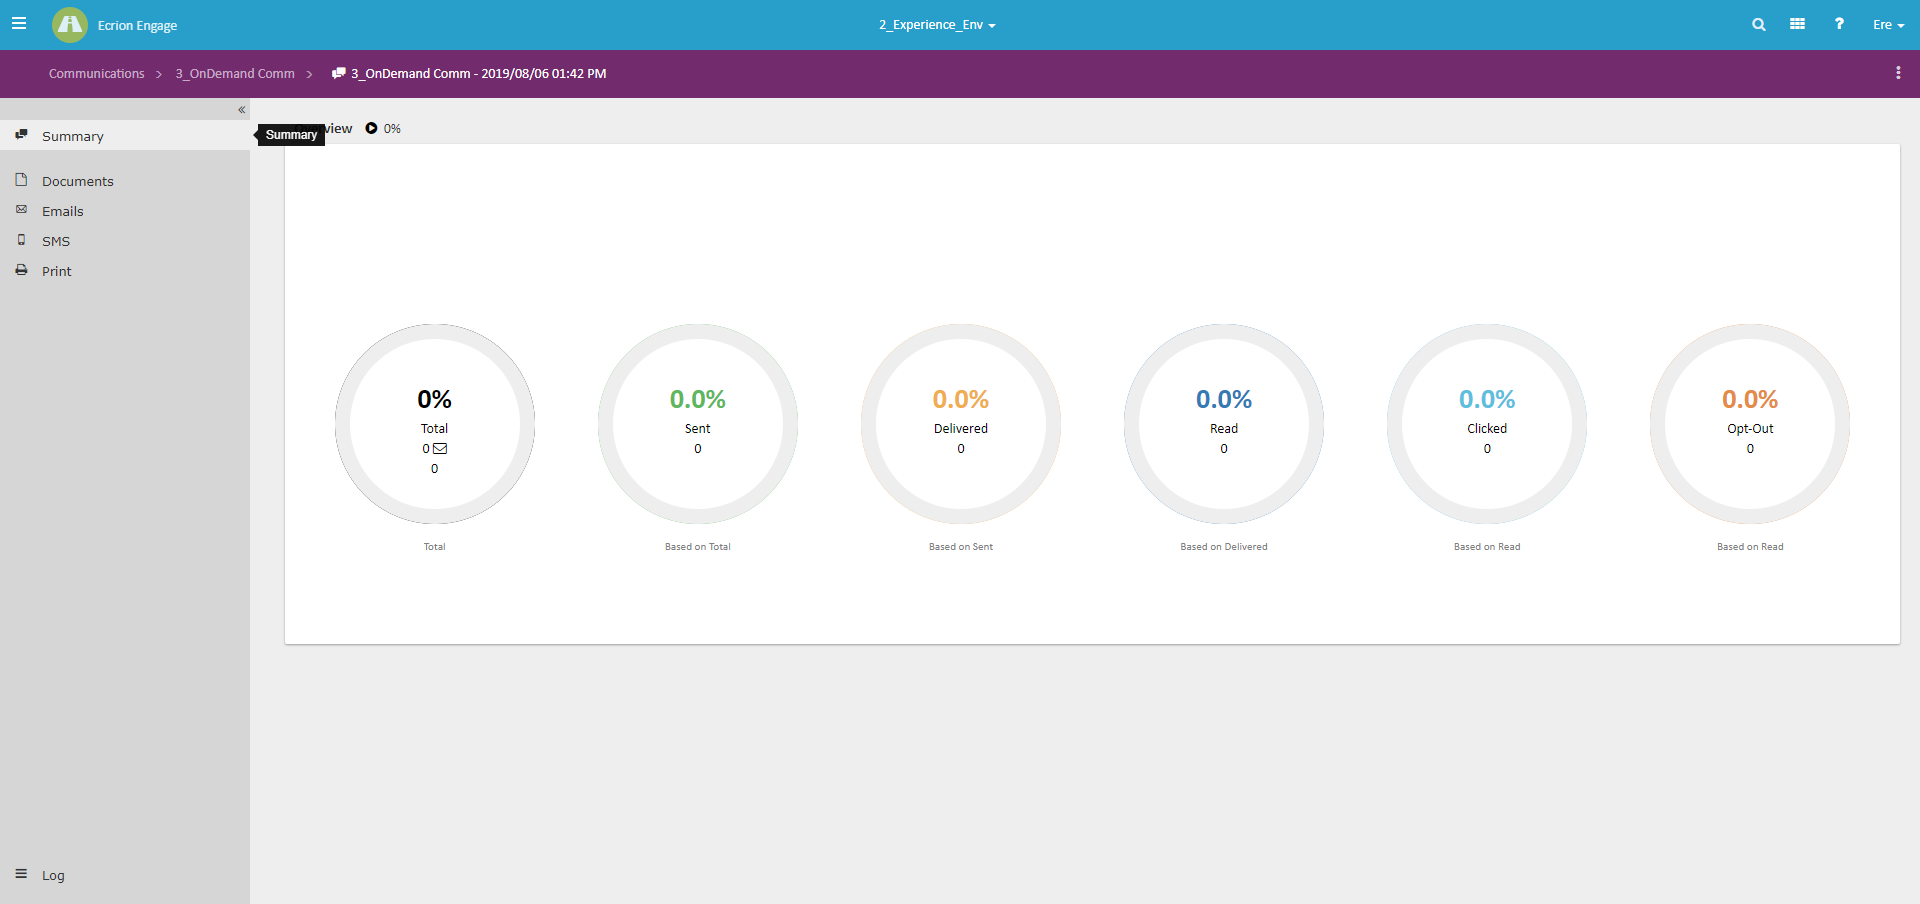 Ecrion Engage
2_Experience_Env
?
Ere
Communications > 3_OnDemand Comm > 3_OnDemand Comm - 2019/08/06 01:42 PM
«
Summary
Summary
view 0%
Documents
Emails
SMS
Print
0%
Total
0
0
Total
0.0%
Sent
0
Based on Total
0.0%
Delivered
0
Based on Sent
0.0%
Read
0
Based on Delivered
0.0%
Clicked
0
Based on Read
0.0%
Opt-Out
0
Based on Read
Log